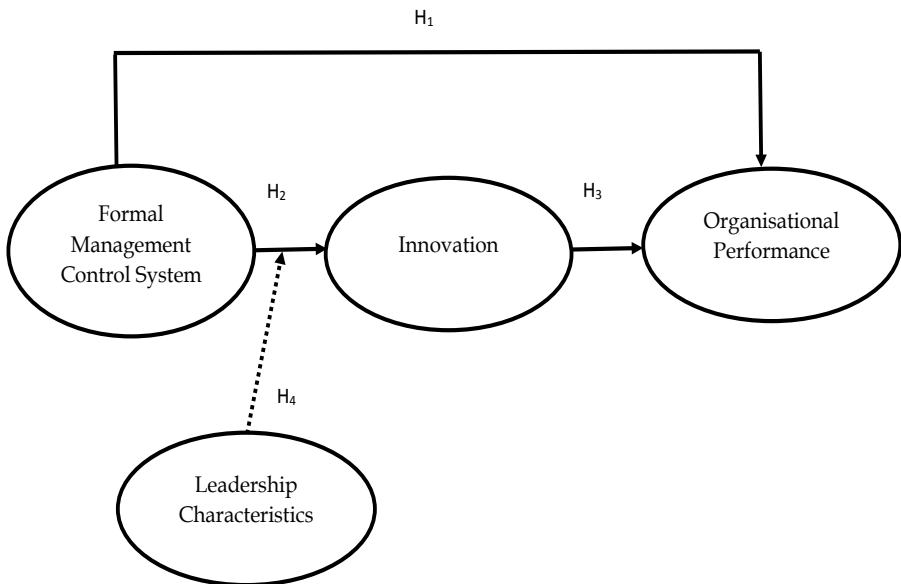 H₁
H₂
H₃
Formal
Management
Control System
Innovation
Organisational
Performance
H₄
Leadership
Characteristics